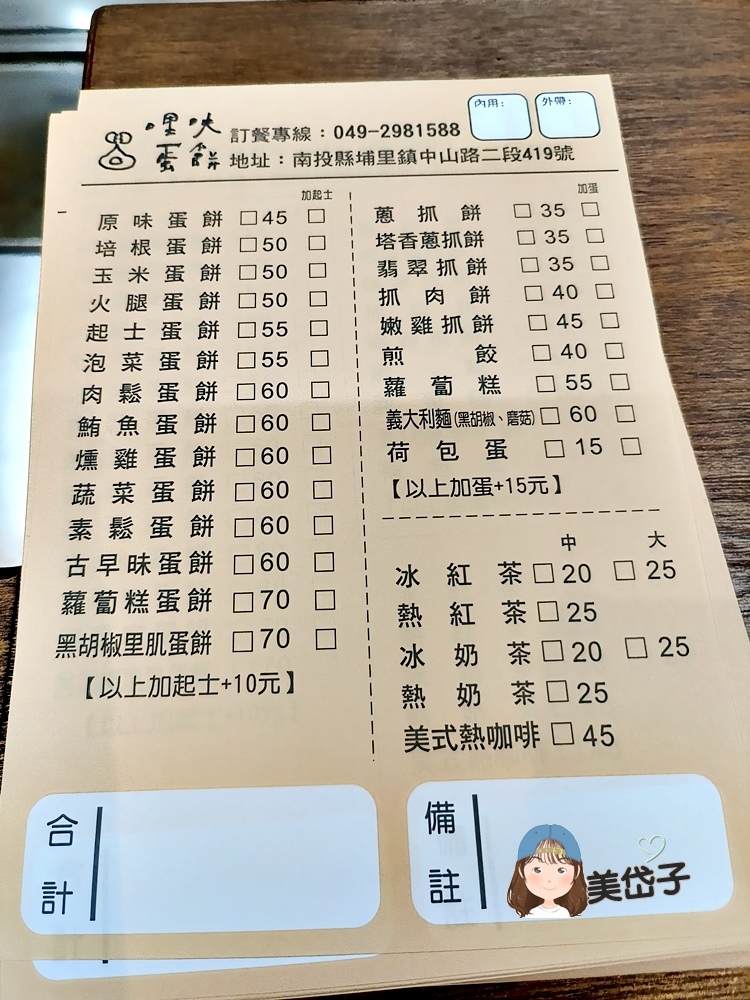 哩咉 訂餐專線：049-2981588 內用： 外帶：
蛋餅 地址：南投縣埔里鎮中山路二段419號
加起士
原味蛋餅 □45 □
培根蛋餅 □50 □
玉米蛋餅 □50 □
火腿蛋餅 □50 □
起士蛋餅 □55 □
泡菜蛋餅 □55 □
肉鬆蛋餅 □60 □
鮪魚蛋餅 □60 □
燻雞蛋餅 □60 □
蔬菜蛋餅 □60 □
素鬆蛋餅 □60 □
古早味蛋餅 □60 □
蘿蔔糕蛋餅 □70 □
黑胡椒里肌蛋餅 □70 □
【以上加起士+10元】
加蛋
蔥抓餅 □35 □
塔香蔥抓餅 □35 □
翡翠抓餅 □35 □
抓肉餅 □40 □
嫩雞抓餅 □45 □
煎餃 □40 □
蘿蔔糕 □55 □
義大利麵(黑胡椒、磨菇) □60 □
荷包蛋 □15 □
【以上加蛋+15元】
中 大
冰紅茶 □20 □25
熱紅茶 □25
冰奶茶 □20 □25
熱奶茶 □25
美式熱咖啡 □45
合計
備註
美岱子